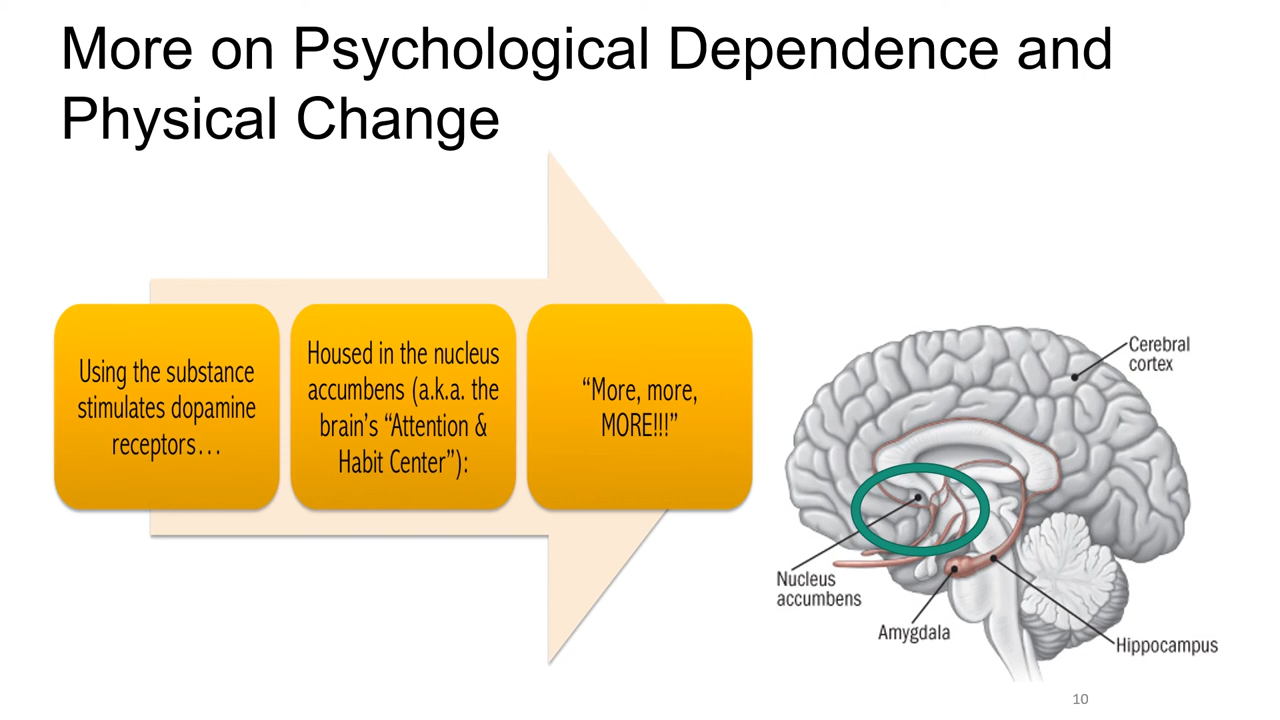 More on Psychological Dependence and
Physical Change
Using the substance
stimulates dopamine
receptors…
Housed in the nucleus
accumbens (a.k.a. the
brain’s “Attention &
Habit Center”):
“More, more,
MORE!!!”
Cerebral
cortex
Nucleus
accumbens
Amygdala
Hippocampus
10